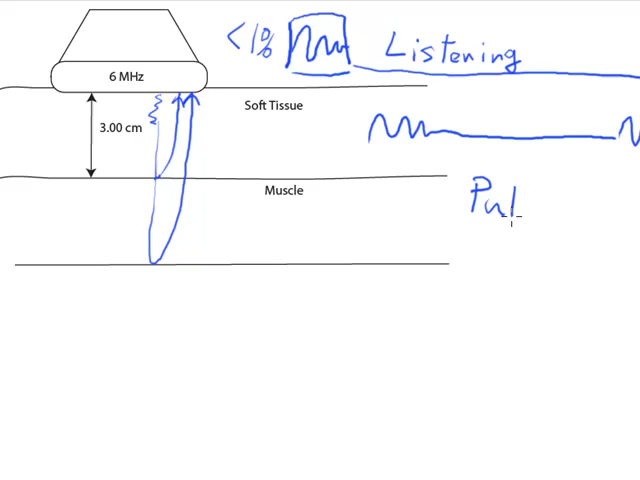 <1% Listening
6 MHz
Soft Tissue
3.00 cm
Muscle
Pul